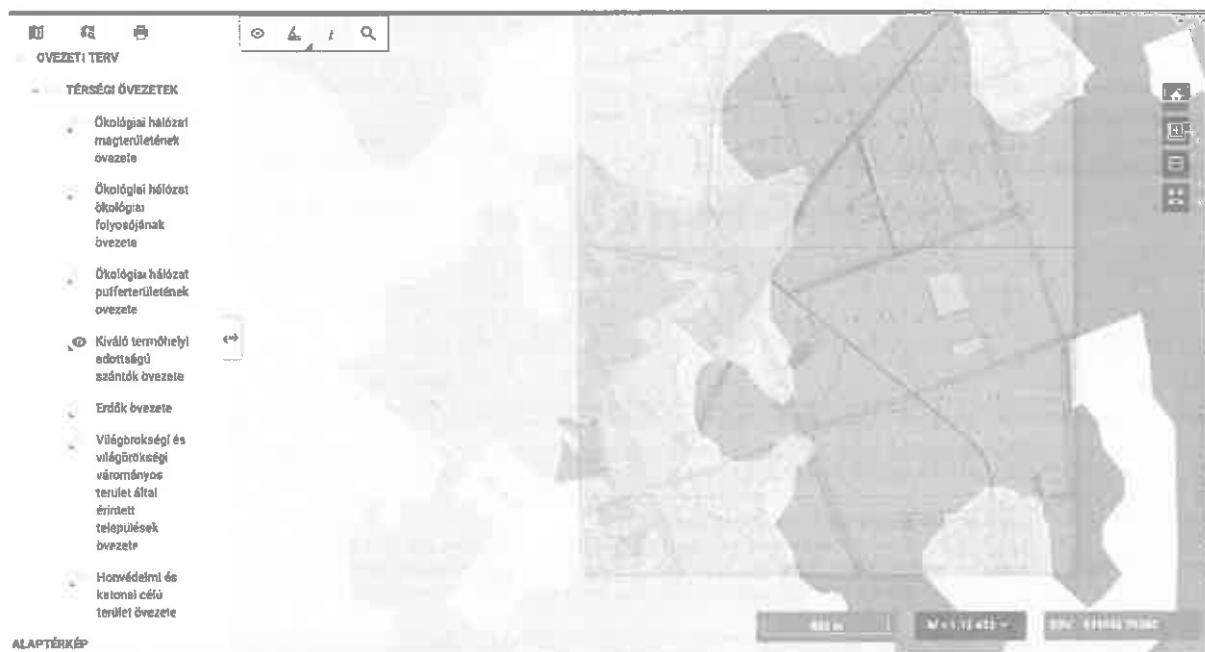 ÖVEZETI TERV
TÉRSÉGI ÖVEZETEK
Ökológiai hálózat
magterületének
övezete
Ökológiai hálózat
ökológiai
folyosójának
övezete
Ökológiai hálózat
pufferterületének
övezete
Kiváló termőhelyi
adottságú
szántók övezete
Erdők övezete
Világörökségi és
világörökségi
várományos
terület által
érintett
települések
övezete
Honvédelmi és
katonai célú
terület övezete
ALAPTÉRKÉP